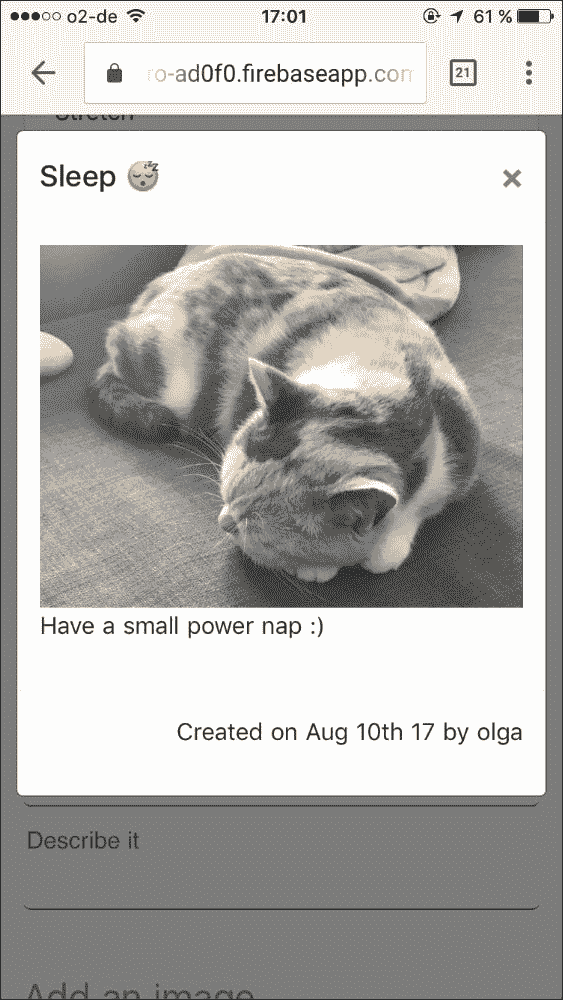 o2-de 17:01 61 %
ro-ad0f0.firebaseapp.com 21
Stretch
Sleep 😴
×
Have a small power nap :)
Created on Aug 10th 17 by olga
Describe it
Add an image